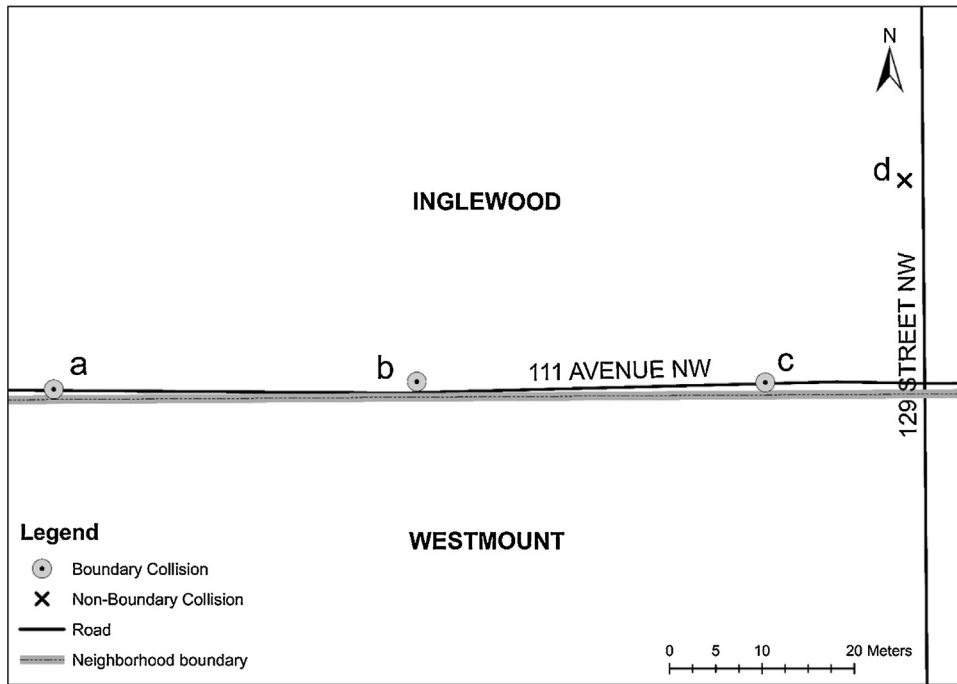 N
d
INGLEWOOD
129 STREET NW
a
b
111 AVENUE NW
c
WESTMOUNT
Legend
Boundary Collision
Non-Boundary Collision
Road
Neighborhood boundary
0 5 10 20 Meters